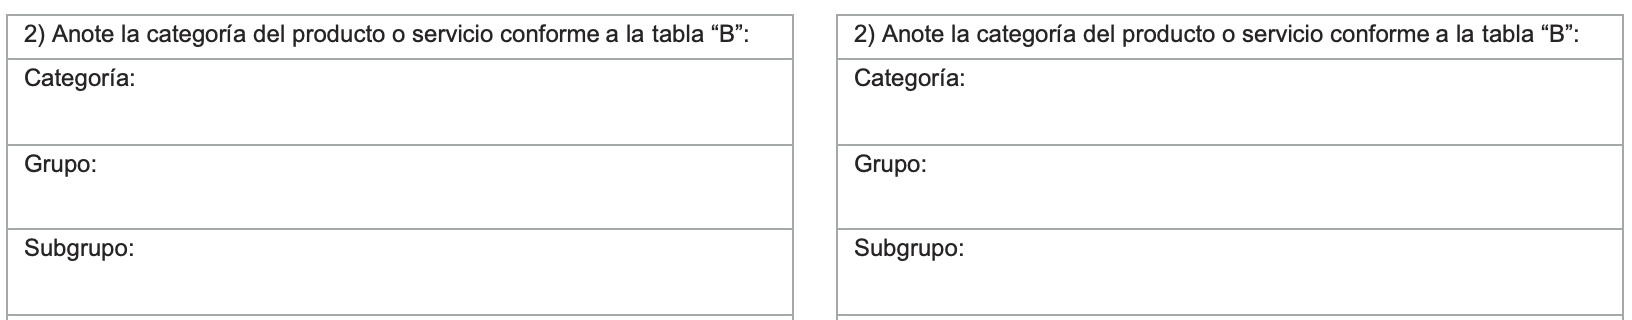 2) Anote la categoría del producto o servicio conforme a la tabla “B”:
Categoría:
Grupo:
Subgrupo:
2) Anote la categoría del producto o servicio conforme a la tabla “B”:
Categoría:
Grupo:
Subgrupo: